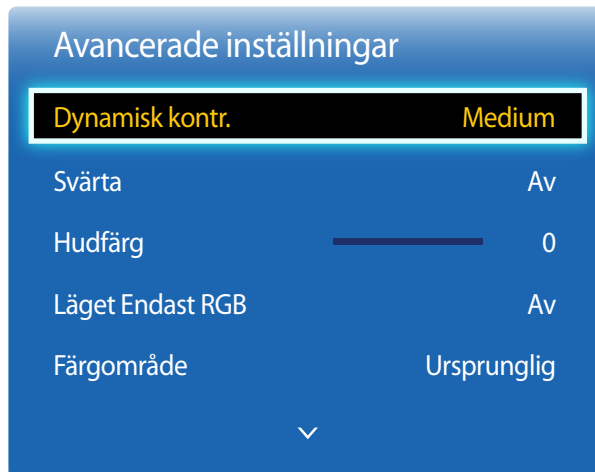 Avancerade inställningar
Dynamisk kontr. Medium
Svärta Av
Hudfärg 0
Läget Endast RGB Av
Färgområde Ursprunglig